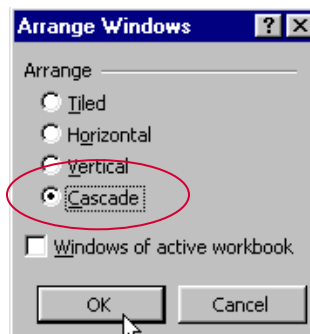 Arrange Windows ? X
Arrange
Tiled
Horizontal
Vertical
Cascade
Windows of active workbook
OK Cancel